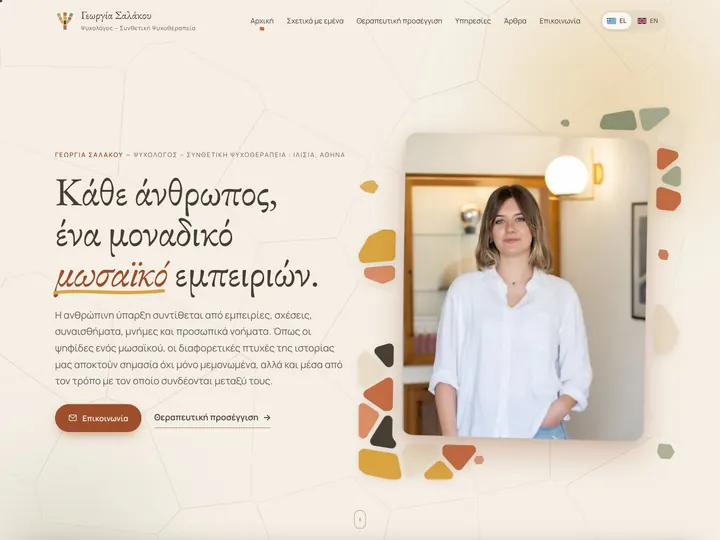 Γεωργία Σαλάκου
Ψυχολόγος – Συνθετική Ψυχοθεραπεία
Αρχική Σχετικά με εμένα Θεραπευτική προσέγγιση Υπηρεσίες Άρθρα Επικοινωνία EL EN
ΓΕΩΡΓΙΑ ΣΑΛΑΚΟΥ – ΨΥΧΟΛΟΓΟΣ – ΣΥΝΘΕΤΙΚΗ ΨΥΧΟΘΕΡΑΠΕΙΑ · ΙΛΙΣΙΑ, ΑΘΗΝΑ
Κάθε άνθρωπος,
ένα μοναδικό
μωσαϊκό εμπειριών.
Η ανθρώπινη ύπαρξη συντίθεται από εμπειρίες, σχέσεις,
συναισθήματα, μνήμες και προσωπικά νοήματα. Όπως οι
ψηφίδες ενός μωσαϊκού, οι διαφορετικές πτυχές της ιστορίας
μας αποκτούν σημασία όχι μόνο μεμονωμένα, αλλά και μέσα από
τον τρόπο με τον οποίο συνδέονται μεταξύ τους.
Επικοινωνία Θεραπευτική προσέγγιση →